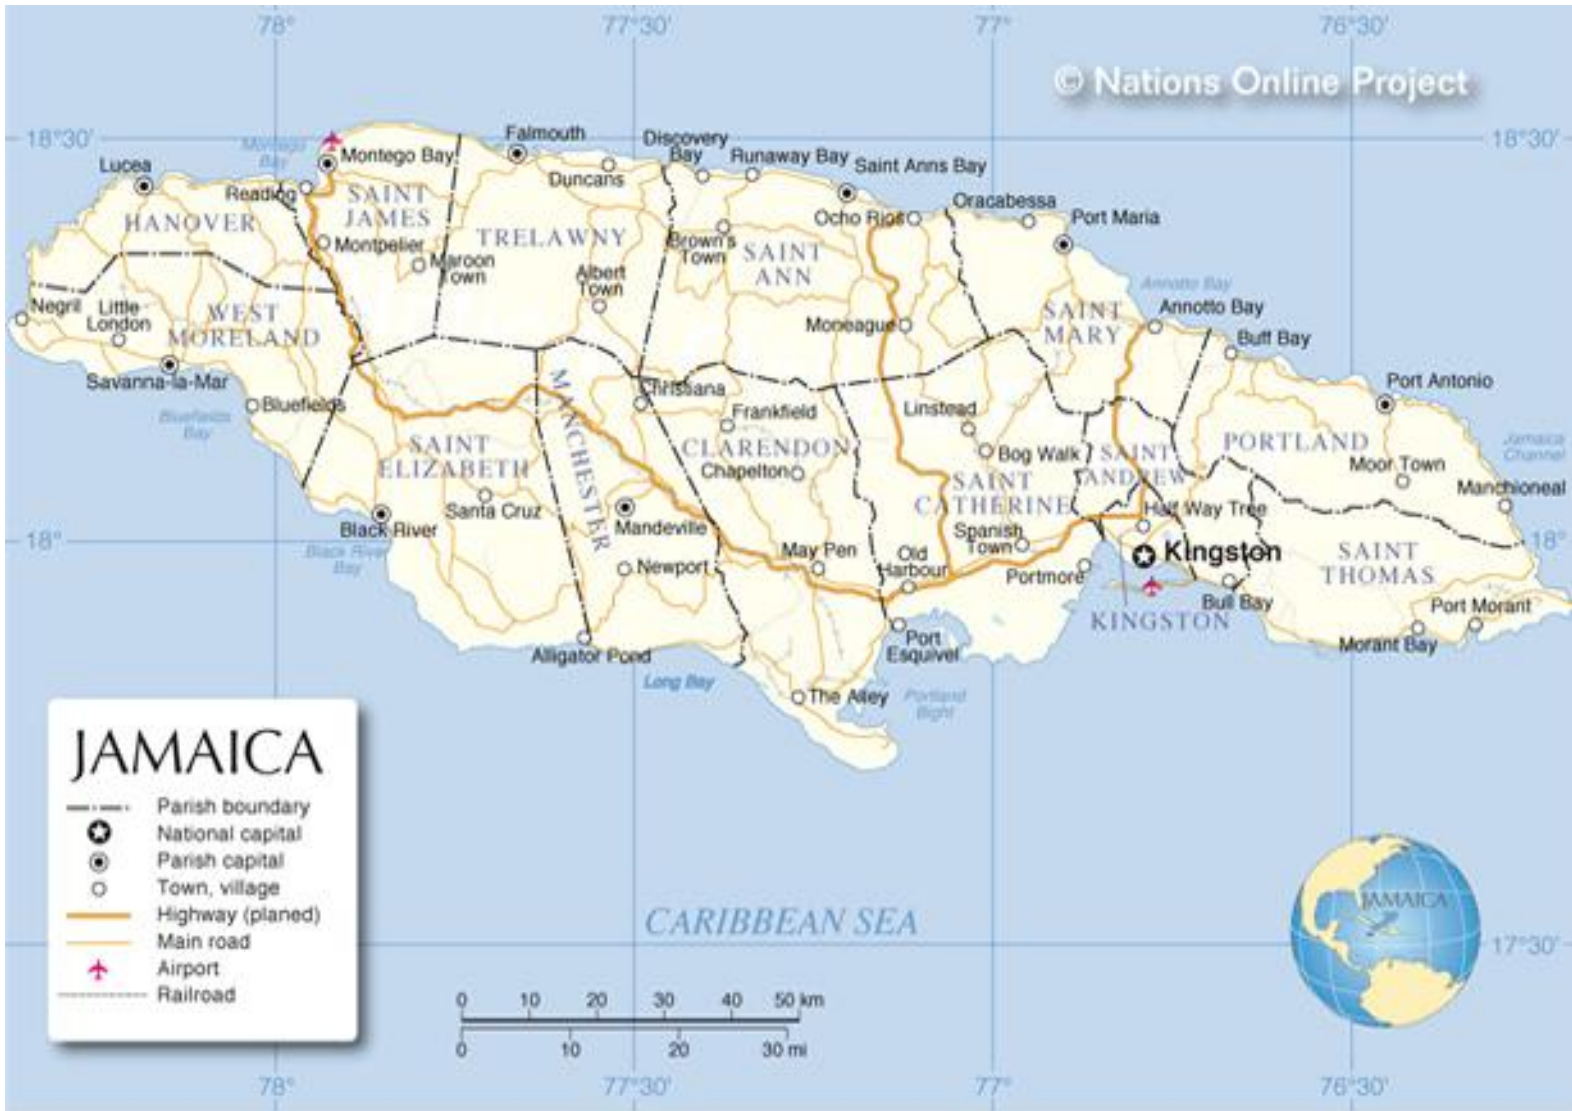 78°
77°30'
77°
76°30'
© Nations Online Project
18°30'
18°30'
Montego
Bay
Lucea
Montego Bay
Falmouth
Discovery
Bay
Runaway Bay
Saint Anns Bay
Reading
SAINT
JAMES
Duncans
Oracabessa
Port Maria
HANOVER
Ocho Rios
Montpelier
TRELAWNY
Brown's
Town
SAINT
ANN
Maroon
Town
Albert
Town
Annotto Bay
Negril
Little
London
WEST
MORELAND
Moneague
SAINT
MARY
Annotto Bay
Buff Bay
Savanna-la-Mar
Christiana
Port Antonio
Bluefields
Bluefields
Bay
MANCHESTER
Frankfield
Linstead
SAINT
ELIZABETH
CLARENDON
Bog Walk
SAINT
ANDREW
PORTLAND
Jamaica
Channel
Chapelton
Moor Town
Manchioneal
SAINT
CATHERINE
Santa Cruz
Half Way Tree
Black River
Mandeville
Spanish
Town
18°
18°
Black River
Bay
May Pen
Old
Harbour
Kingston
SAINT
THOMAS
Newport
Portmore
Bull Bay
Port Morant
KINGSTON
Morant Bay
Alligator Pond
Port
Esquivel
Long Bay
The Alley
Portland
Bight
JAMAICA
Parish boundary
National capital
Parish capital
Town, village
Highway (planed)
Main road
Airport
Railroad
CARIBBEAN SEA
JAMAICA
17°30'
0 10 20 30 40 50 km
0 10 20 30 mi
78°
77°30'
77°
76°30'